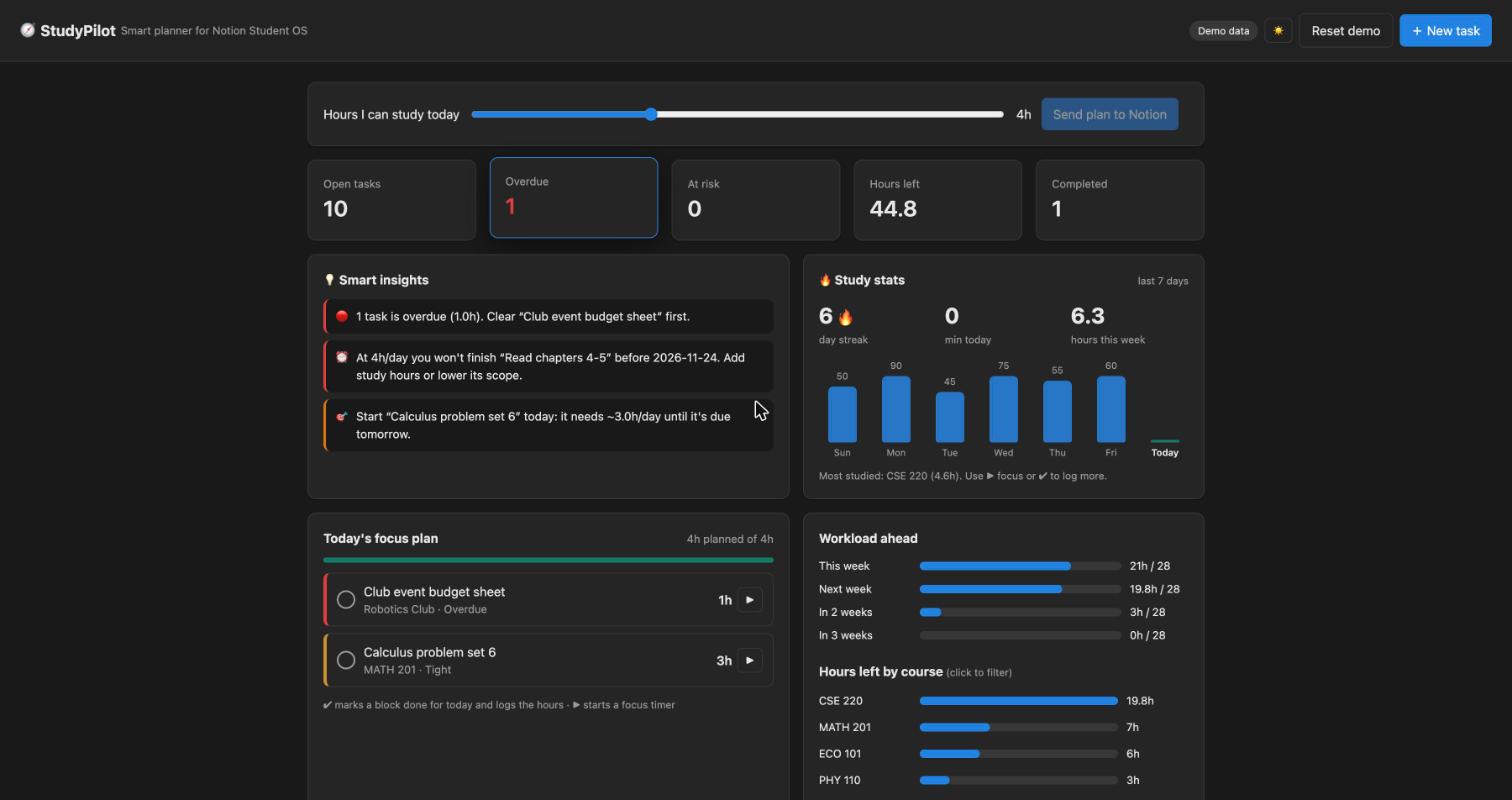 StudyPilot Smart planner for Notion Student OS
Demo data
Reset demo
+ New task
Hours I can study today
4h
Send plan to Notion
Open tasks
10
Overdue
1
At risk
0
Hours left
44.8
Completed
1
Smart insights
1 task is overdue (1.0h). Clear “Club event budget sheet” first.
At 4h/day you won't finish “Read chapters 4-5” before 2026-11-24. Add
study hours or lower its scope.
Start “Calculus problem set 6” today: it needs ~3.0h/day until it's due
tomorrow.
Study stats
last 7 days
6
day streak
0
min today
6.3
hours this week
50
90
45
75
55
60
Sun
Mon
Tue
Wed
Thu
Fri
Today
Most studied: CSE 220 (4.6h). Use ▶ focus or ✔ to log more.
Today's focus plan
4h planned of 4h
Club event budget sheet
Robotics Club · Overdue
1h
Calculus problem set 6
MATH 201 · Tight
3h
✔ marks a block done for today and logs the hours · ▶ starts a focus timer
Workload ahead
This week
21h / 28
Next week
19.8h / 28
In 2 weeks
3h / 28
In 3 weeks
0h / 28
Hours left by course (click to filter)
CSE 220
19.8h
MATH 201
7h
ECO 101
6h
PHY 110
3h